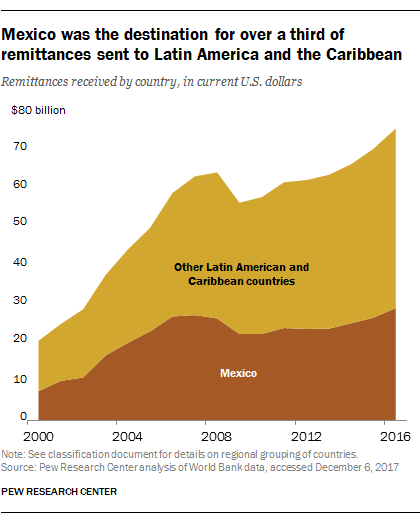 Mexico was the destination for over a third of
remittances sent to Latin America and the Caribbean
Remittances received by country, in current U.S. dollars
$80 billion
70
60
50
40
30
20
10
0
Other Latin American and
Caribbean countries
Mexico
2000 2004 2008 2012 2016
Note: See classification document for details on regional grouping of countries.
Source: Pew Research Center analysis of World Bank data, accessed December 6, 2017
PEW RESEARCH CENTER